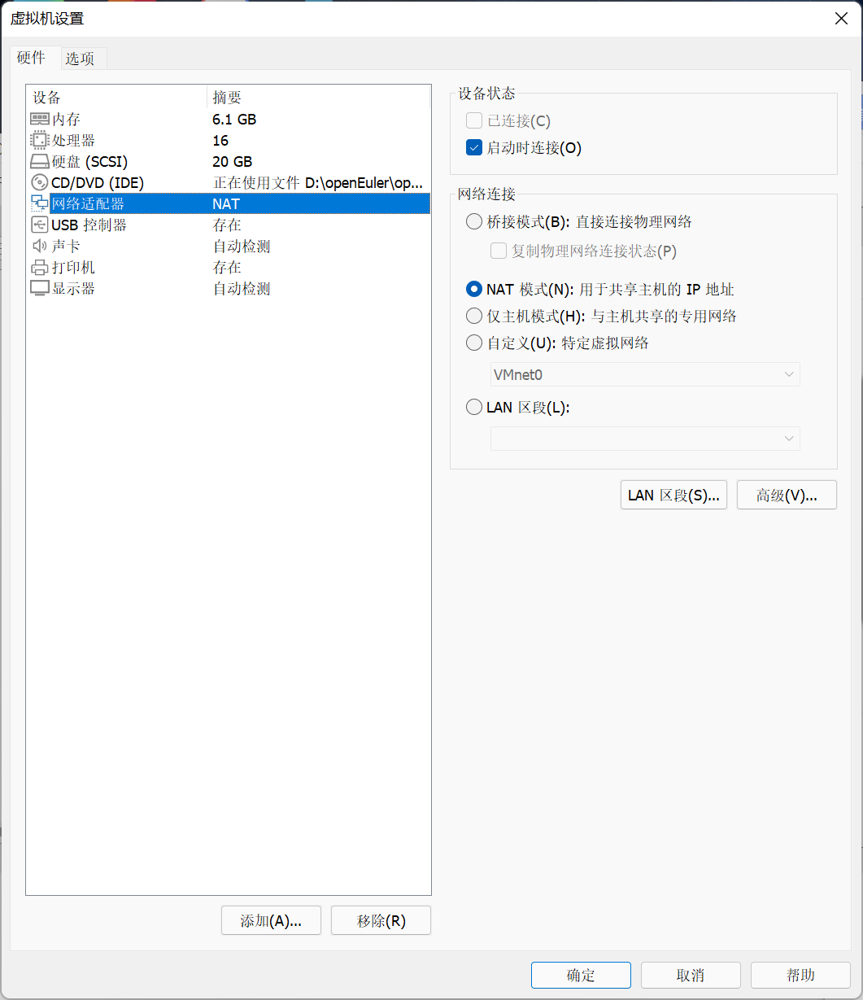 虚拟机设置
硬件 选项
设备 摘要
内存 6.1 GB
处理器 16
硬盘 (SCSI) 20 GB
CD/DVD (IDE) 正在使用文件 D:\openEuler\op...
网络适配器 NAT
USB 控制器 存在
声卡 自动检测
打印机 存在
显示器 自动检测
添加(A)... 移除(R)
设备状态
已连接(C)
启动时连接(O)
网络连接
桥接模式(B): 直接连接物理网络
复制物理网络连接状态(P)
NAT 模式(N): 用于共享主机的 IP 地址
仅主机模式(H): 与主机共享的专用网络
自定义(U): 特定虚拟网络
VMnet0
LAN 区段(L):
LAN 区段(S)... 高级(V)...
确定 取消 帮助